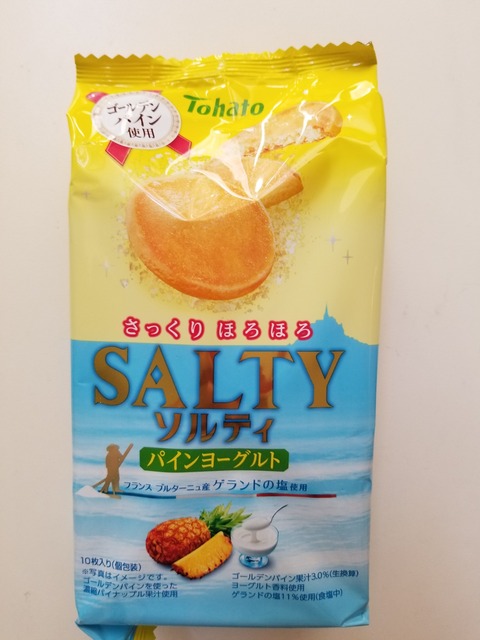 Tohato
ゴールデン
パイン
使用
さっくり ほろほろ
SALTY
ソルティ
パインヨーグルト
フランス ブルターニュ産 ゲランドの塩使用
10枚入り(個包装)
※写真はイメージです。
ゴールデンパインを使った
濃縮パイナップル果汁使用
ゴールデンパイン果汁3.0%(生換算)
ヨーグルト香料使用
ゲランドの塩11%使用(食塩中)